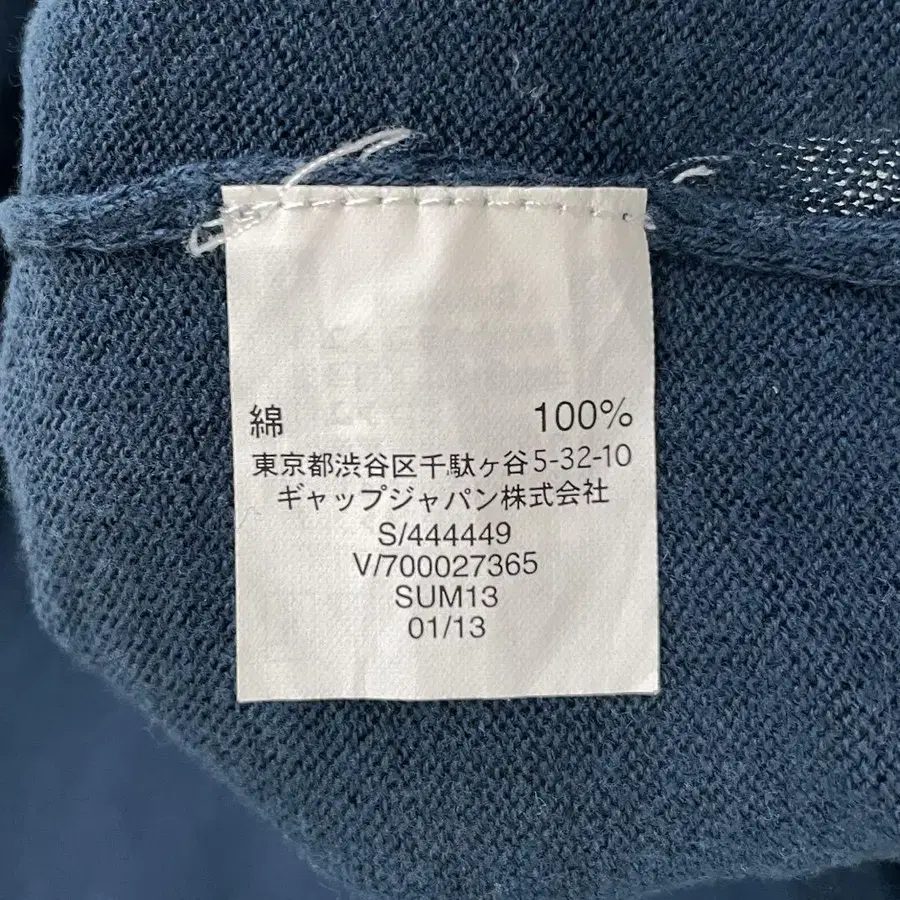 綿 100%
東京都渋谷区千駄ヶ谷5-32-10
ギャップジャパン株式会社
S/444449
V/700027365
SUM13
01/13